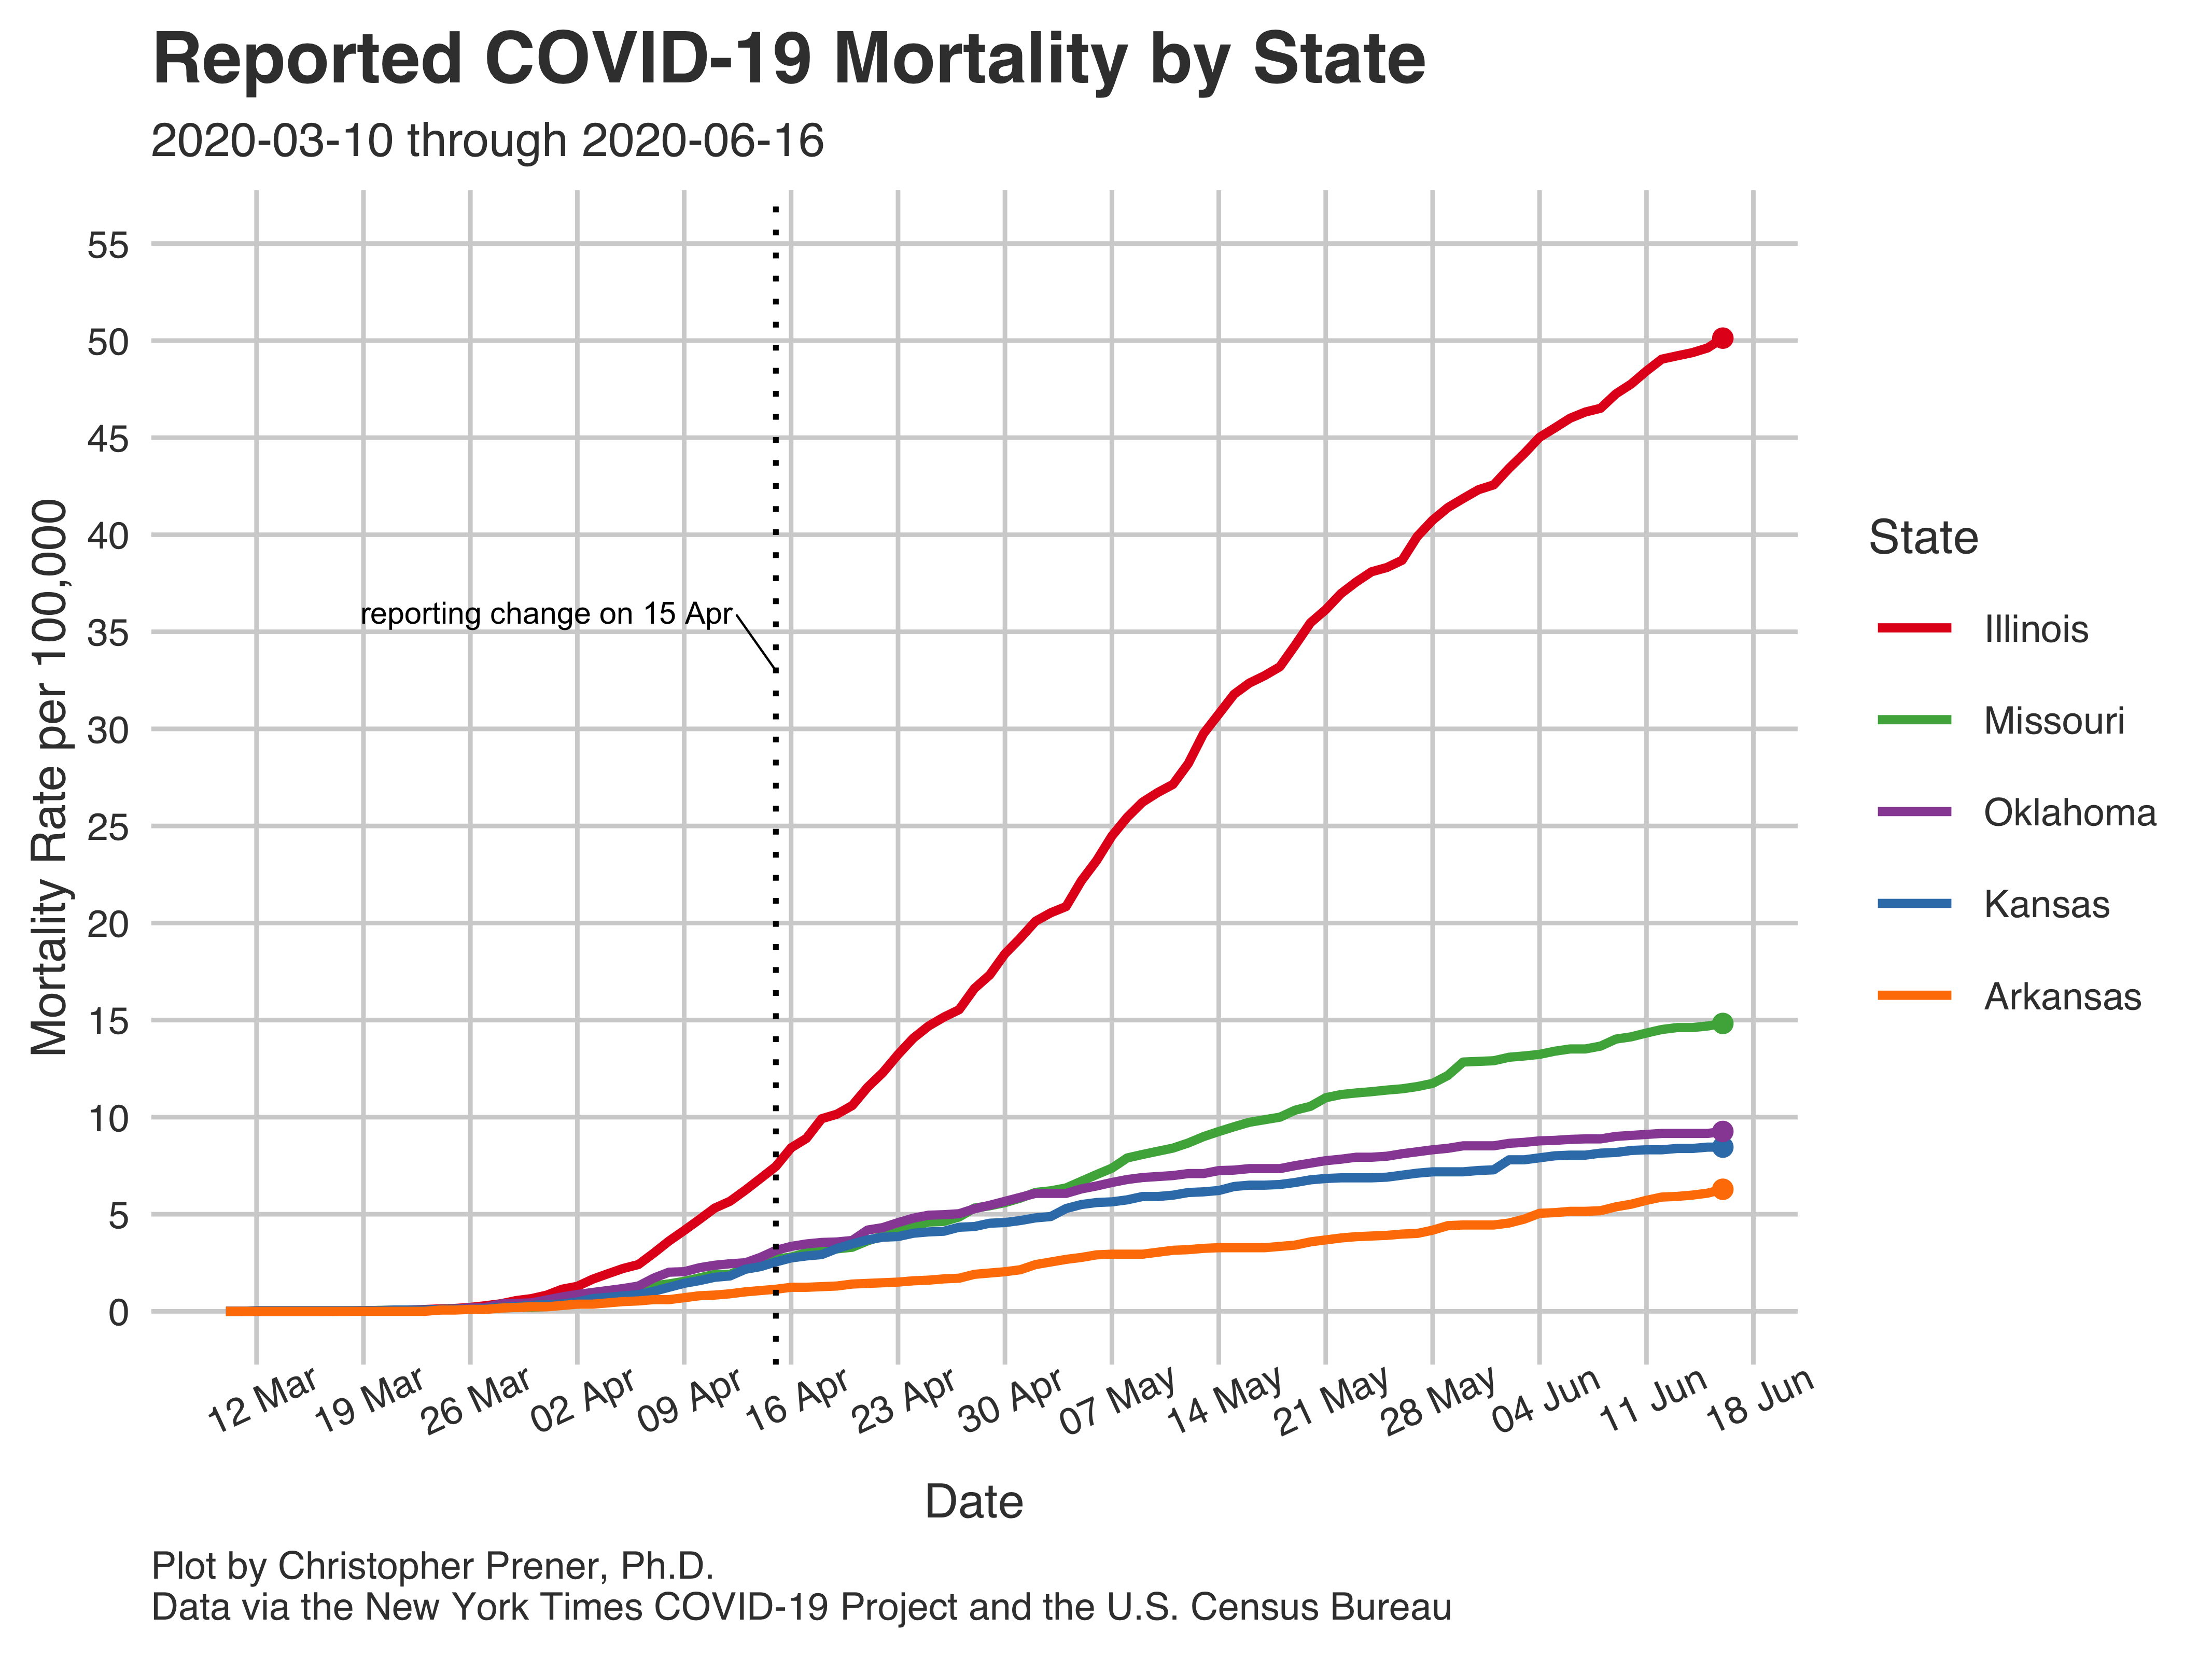 Reported COVID-19 Mortality by State
2020-03-10 through 2020-06-16
Mortality Rate per 100,000
55
50
45
40
35
30
25
20
15
10
5
0
reporting change on 15 Apr
State
Illinois
Missouri
Oklahoma
Kansas
Arkansas
12 Mar
19 Mar
26 Mar
02 Apr
09 Apr
16 Apr
23 Apr
30 Apr
07 May
14 May
21 May
28 May
04 Jun
11 Jun
18 Jun
Date
Plot by Christopher Prener, Ph.D.
Data via the New York Times COVID-19 Project and the U.S. Census Bureau